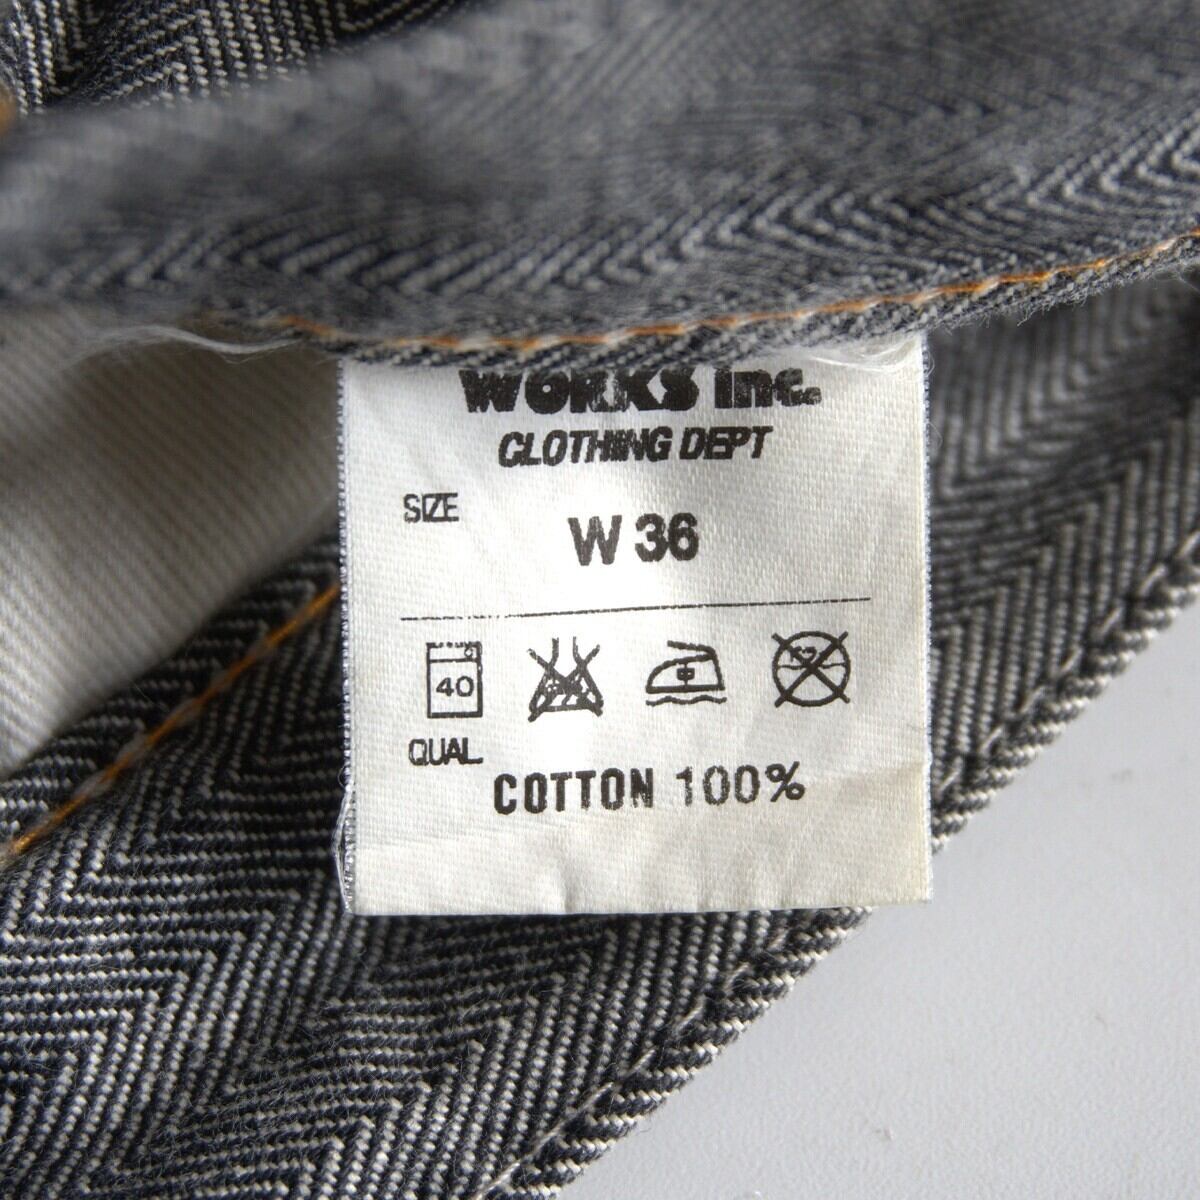 WORKS inc.
CLOTHING DEPT
SIZE
W 36
40
QUAL
COTTON 100%